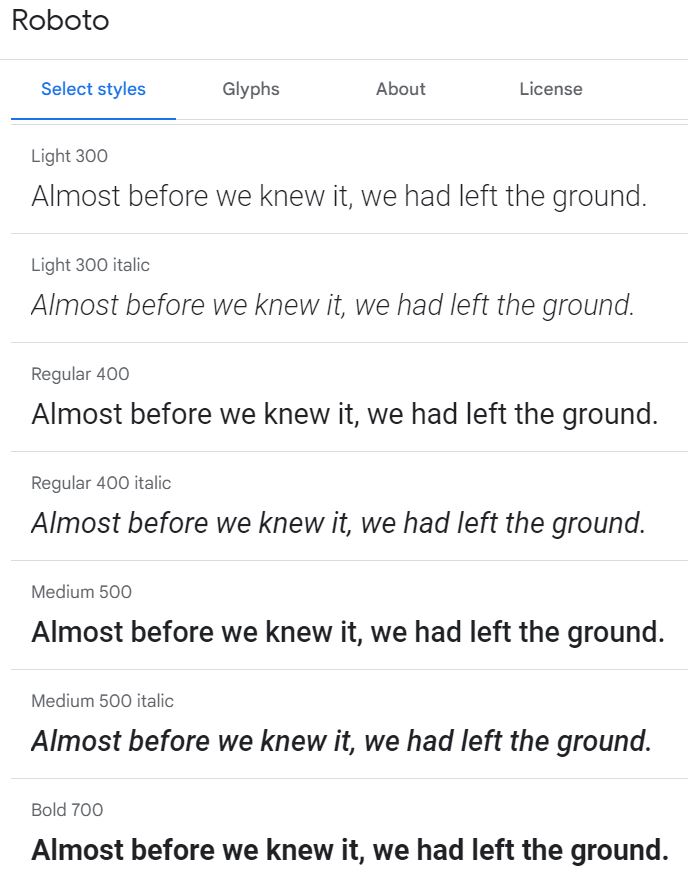 Roboto
Select styles Glyphs About License
Light 300
Almost before we knew it, we had left the ground.
Light 300 italic
Almost before we knew it, we had left the ground.
Regular 400
Almost before we knew it, we had left the ground.
Regular 400 italic
Almost before we knew it, we had left the ground.
Medium 500
Almost before we knew it, we had left the ground.
Medium 500 italic
Almost before we knew it, we had left the ground.
Bold 700
Almost before we knew it, we had left the ground.